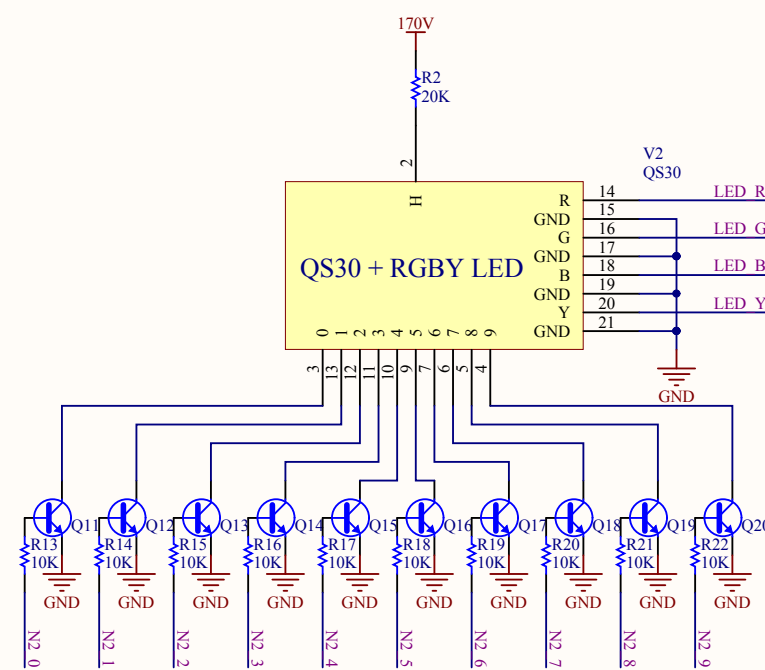 170V
R2
20K
2
H
V2
QS30
QS30 + RGBY LED
R 14 LED_R
GND 15
G 16 LED_G
GND 17
B 18 LED_B
GND 19
Y 20 LED_Y
GND 21
0 1 2 3 4 5 6 7 8 9
3 13 12 11 10 9 7 6 5 4
GND
Q11 Q12 Q13 Q14 Q15 Q16 Q17 Q18 Q19 Q20
R13 R14 R15 R16 R17 R18 R19 R20 R21 R22
10K 10K 10K 10K 10K 10K 10K 10K 10K 10K
GND GND GND GND GND GND GND GND GND GND
N2_0 N2_1 N2_2 N2_3 N2_4 N2_5 N2_6 N2_7 N2_8 N2_9